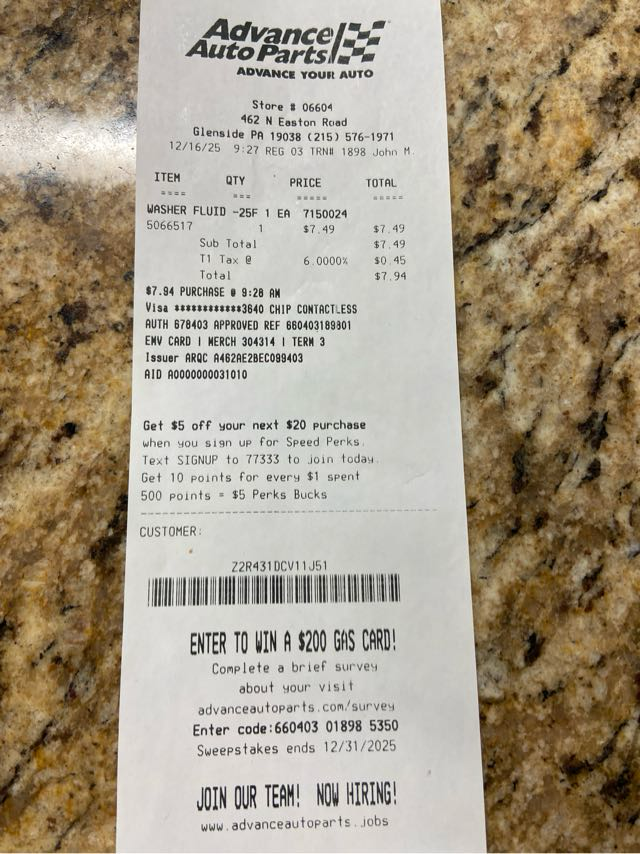 Advance
Auto Parts
ADVANCE YOUR AUTO
Store # 06604
462 N Easton Road
Glenside PA 19038 (215) 576-1971
12/16/25 9:27 REG 03 TRN# 1898 John M.
ITEM QTY PRICE TOTAL
==== === ===== =====
WASHER FLUID -25F 1 EA 7150024
5066517 1 $7.49 $7.49
Sub Total $7.49
T1 Tax @ 6.0000% $0.45
Total $7.94
$7.94 PURCHASE @ 9:28 AM
Visa ************3640 CHIP CONTACTLESS
AUTH 678403 APPROVED REF 660403189801
EMV CARD | MERCH 304314 | TERM 3
Issuer ARQC A462AE2BEC099403
AID A0000000031010
Get $5 off your next $20 purchase
when you sign up for Speed Perks.
Text SIGNUP to 77333 to join today.
Get 10 points for every $1 spent
500 points = $5 Perks Bucks
CUSTOMER:
Z2R431DCV11J51
ENTER TO WIN A $200 GAS CARD!
Complete a brief survey
about your visit
advanceautoparts.com/survey
Enter code:660403 01898 5350
Sweepstakes ends 12/31/2025
JOIN OUR TEAM! NOW HIRING!
www.advanceautoparts.jobs